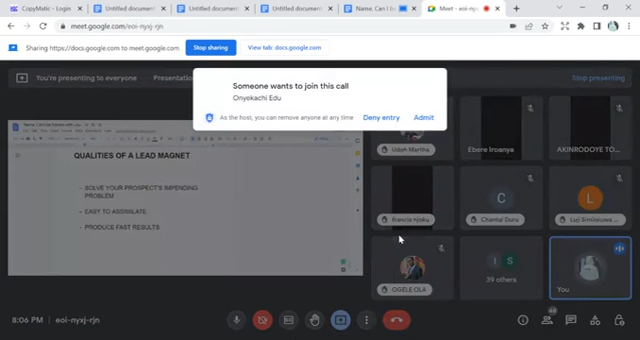 CopyMatic - Login
Untitled document
Untitled document
Untitled document
Name, Can I b
Meet - eoi-nyxj
meet.google.com/eoi-nyxj-rjn
Sharing https://docs.google.com to meet.google.com
Stop sharing
View tab: docs.google.com
You're presenting to everyone
Presentation
Stop presenting
Someone wants to join this call
Onyekachi Edu
As the host, you can remove anyone at any time
Deny entry
Admit
QUALITIES OF A LEAD MAGNET
- SOLVE YOUR PROSPECT'S IMPENDING
PROBLEM
- EASY TO ASSIMILATE
- PRODUCE FAST RESULTS
Udoh Martha
Ebere Iroanya
AKINRODOYE TO...
francis njoku
C
Chantal Duru
L
OGELE OLA
I
S
39 others
You
8:06 PM
eoi-nyxj-rjn
48